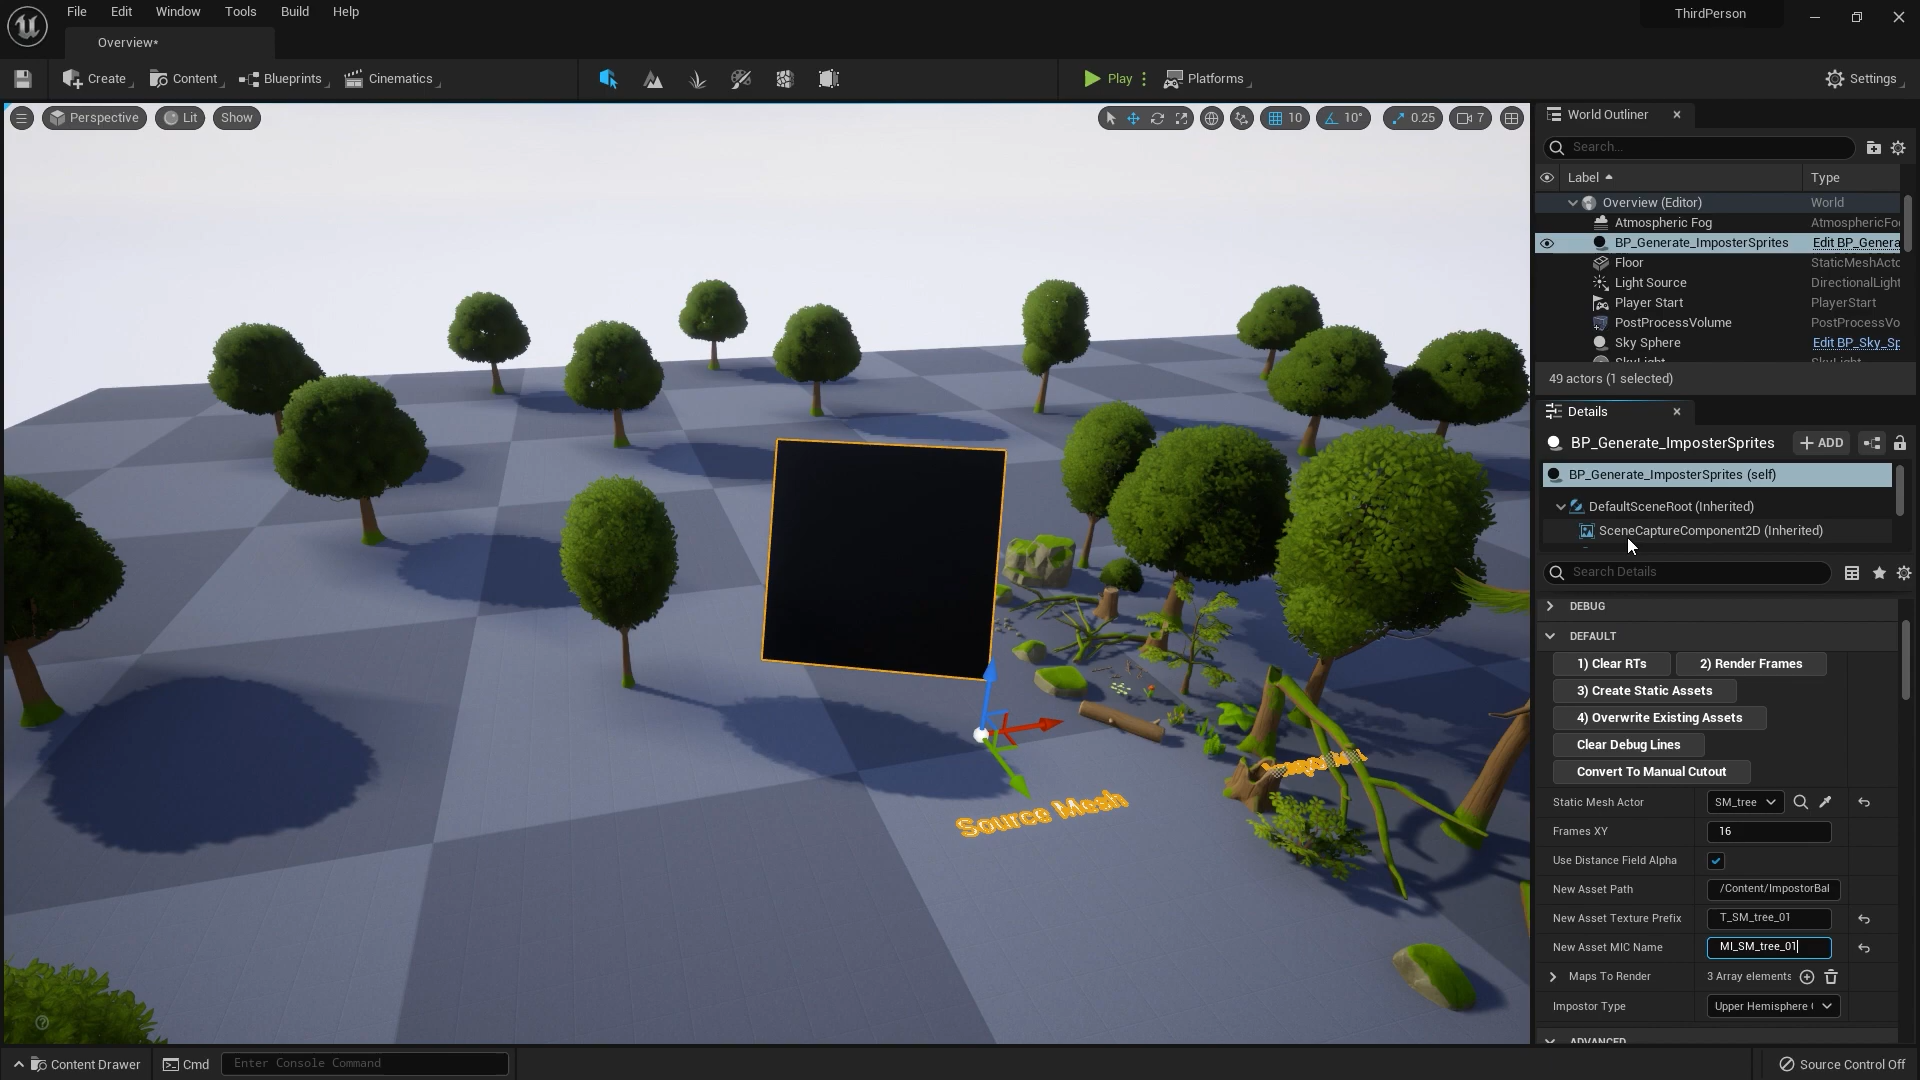 File Edit Window Tools Build Help
ThirdPerson
Overview*
Create Content Blueprints Cinematics Play Platforms Settings
Perspective Lit Show 10 10° 0.25 7
World Outliner
Search...
Label Type
Overview (Editor) World
Atmospheric Fog AtmosphericFo
BP_Generate_ImposterSprites Edit BP_Genera
Floor StaticMeshActo
Light Source DirectionalLight
Player Start PlayerStart
PostProcessVolume PostProcessVo
Sky Sphere Edit BP_Sky_Sp
SkyLight SkyLight
49 actors (1 selected)
Details
BP_Generate_ImposterSprites ADD
BP_Generate_ImposterSprites (self)
DefaultSceneRoot (Inherited)
SceneCaptureComponent2D (Inherited)
Search Details
DEBUG
DEFAULT
1) Clear RTs 2) Render Frames
3) Create Static Assets
4) Overwrite Existing Assets
Clear Debug Lines
Convert To Manual Cutout
Static Mesh Actor SM_tree
Frames XY 16
Use Distance Field Alpha
New Asset Path /Content/ImpostorBal
New Asset Texture Prefix T_SM_tree_01
New Asset MIC Name MI_SM_tree_01
Maps To Render 3 Array elements
Impostor Type Upper Hemisphere
ADVANCED
Source Mesh
Content Drawer Cmd Enter Console Command Source Control Off